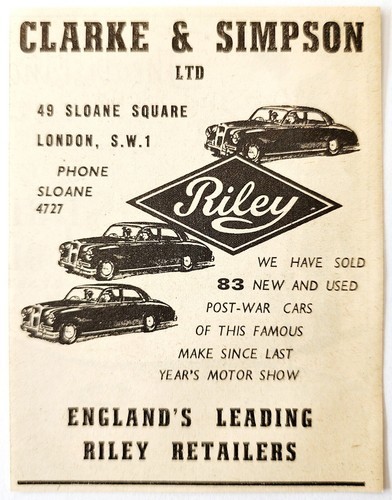 CLARKE & SIMPSON
LTD
49 SLOANE SQUARE
LONDON, S.W.1
PHONE
SLOANE
4727
Riley
WE HAVE SOLD
83 NEW AND USED
POST-WAR CARS
OF THIS FAMOUS
MAKE SINCE LAST
YEAR'S MOTOR SHOW
ENGLAND'S LEADING
RILEY RETAILERS